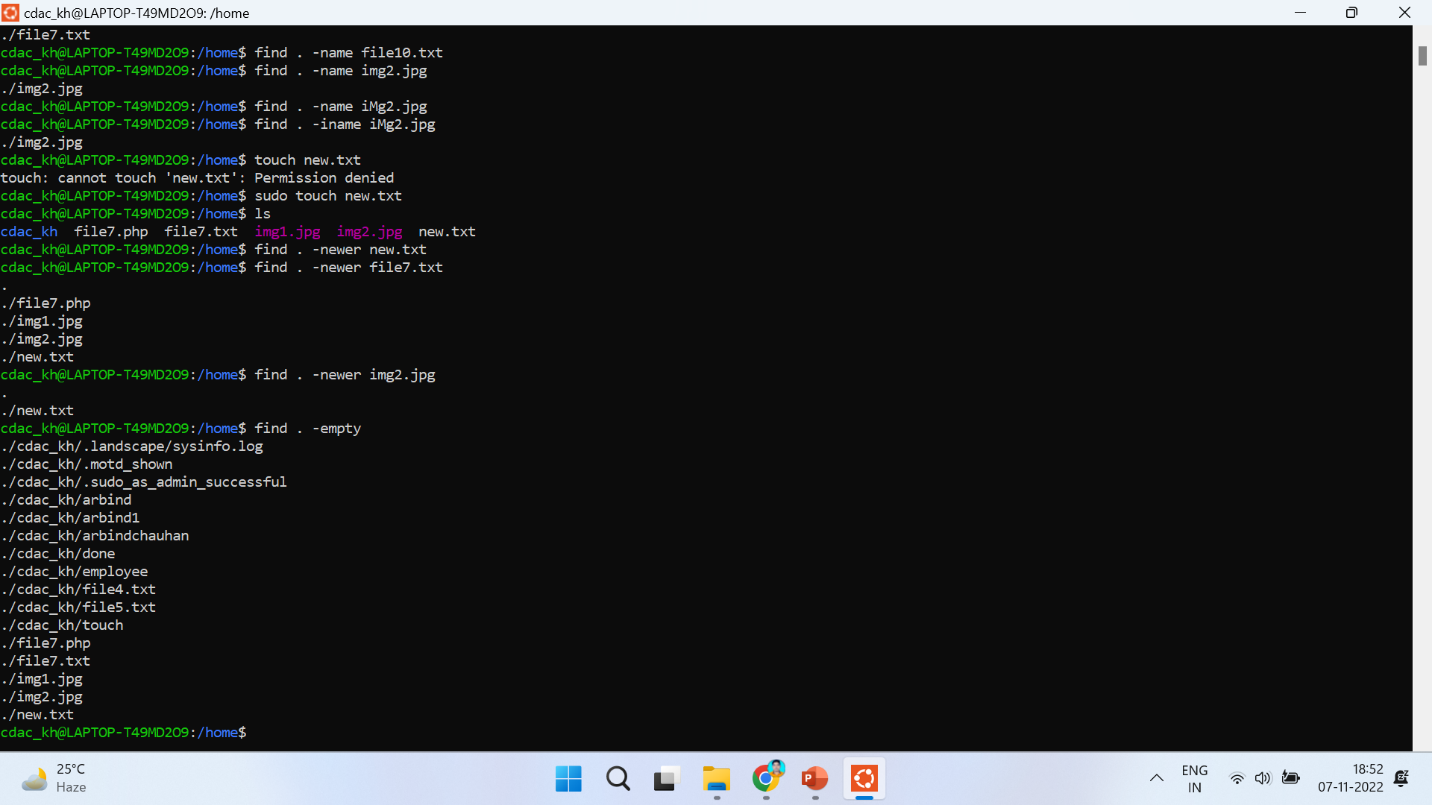 cdac_kh@LAPTOP-T49MD2O9: /home
./file7.txt
cdac_kh@LAPTOP-T49MD2O9:/home$ find . -name file10.txt
cdac_kh@LAPTOP-T49MD2O9:/home$ find . -name img2.jpg
./img2.jpg
cdac_kh@LAPTOP-T49MD2O9:/home$ find . -name iMg2.jpg
cdac_kh@LAPTOP-T49MD2O9:/home$ find . -iname iMg2.jpg
./img2.jpg
cdac_kh@LAPTOP-T49MD2O9:/home$ touch new.txt
touch: cannot touch 'new.txt': Permission denied
cdac_kh@LAPTOP-T49MD2O9:/home$ sudo touch new.txt
cdac_kh@LAPTOP-T49MD2O9:/home$ ls
cdac_kh  file7.php  file7.txt  img1.jpg  img2.jpg  new.txt
cdac_kh@LAPTOP-T49MD2O9:/home$ find . -newer new.txt
cdac_kh@LAPTOP-T49MD2O9:/home$ find . -newer file7.txt
.
./file7.php
./img1.jpg
./img2.jpg
./new.txt
cdac_kh@LAPTOP-T49MD2O9:/home$ find . -newer img2.jpg
.
./new.txt
cdac_kh@LAPTOP-T49MD2O9:/home$ find . -empty
./cdac_kh/.landscape/sysinfo.log
./cdac_kh/.motd_shown
./cdac_kh/.sudo_as_admin_successful
./cdac_kh/arbind
./cdac_kh/arbind1
./cdac_kh/arbindchauhan
./cdac_kh/done
./cdac_kh/employee
./cdac_kh/file4.txt
./cdac_kh/file5.txt
./cdac_kh/touch
./file7.php
./file7.txt
./img1.jpg
./img2.jpg
./new.txt
cdac_kh@LAPTOP-T49MD2O9:/home$
25°C
Haze
P
ENG
IN
18:52
07-11-2022